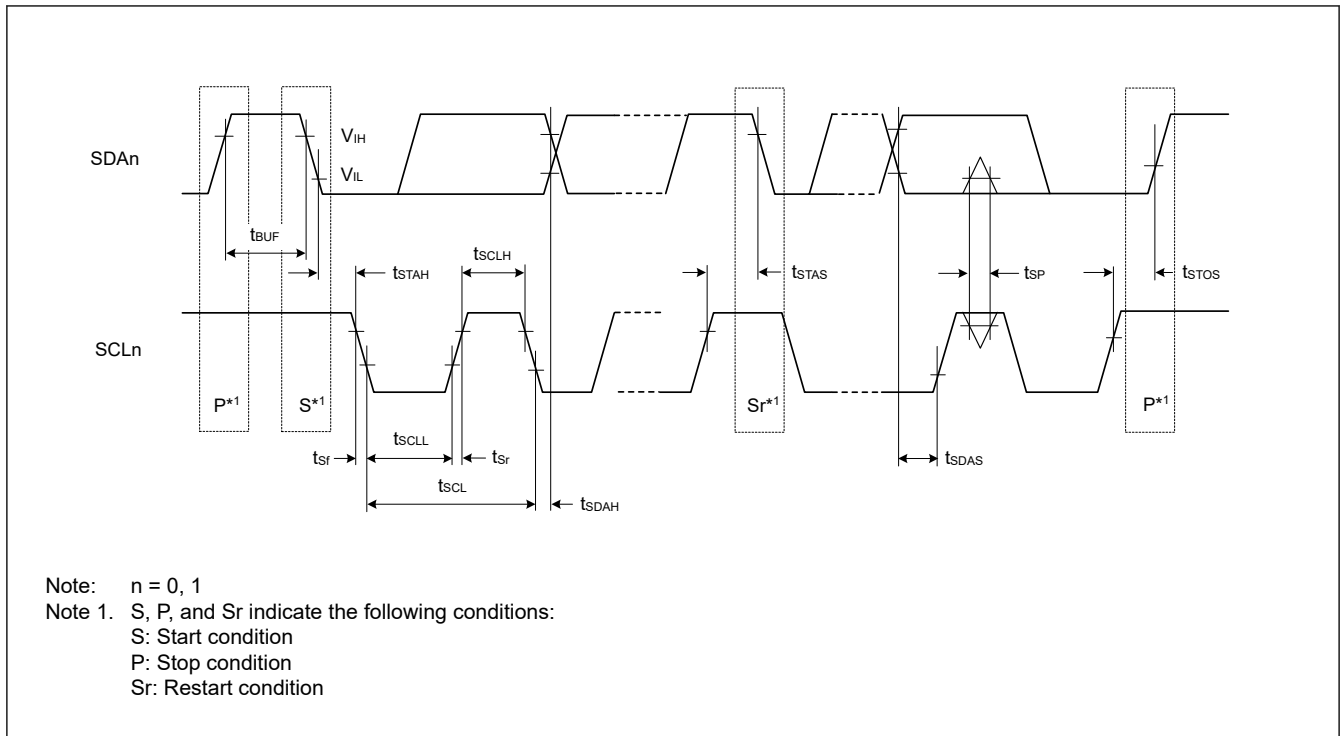 SDAn
VIH
VIL
tBUF
tSTAH
tSCLH
tSTAS
tSP
tSTOS
SCLn
P*1
S*1
Sr*1
P*1
tSCLL
tSf
tSr
tSDAS
tSCL
tSDAH
Note: n = 0, 1
Note 1. S, P, and Sr indicate the following conditions:
S: Start condition
P: Stop condition
Sr: Restart condition